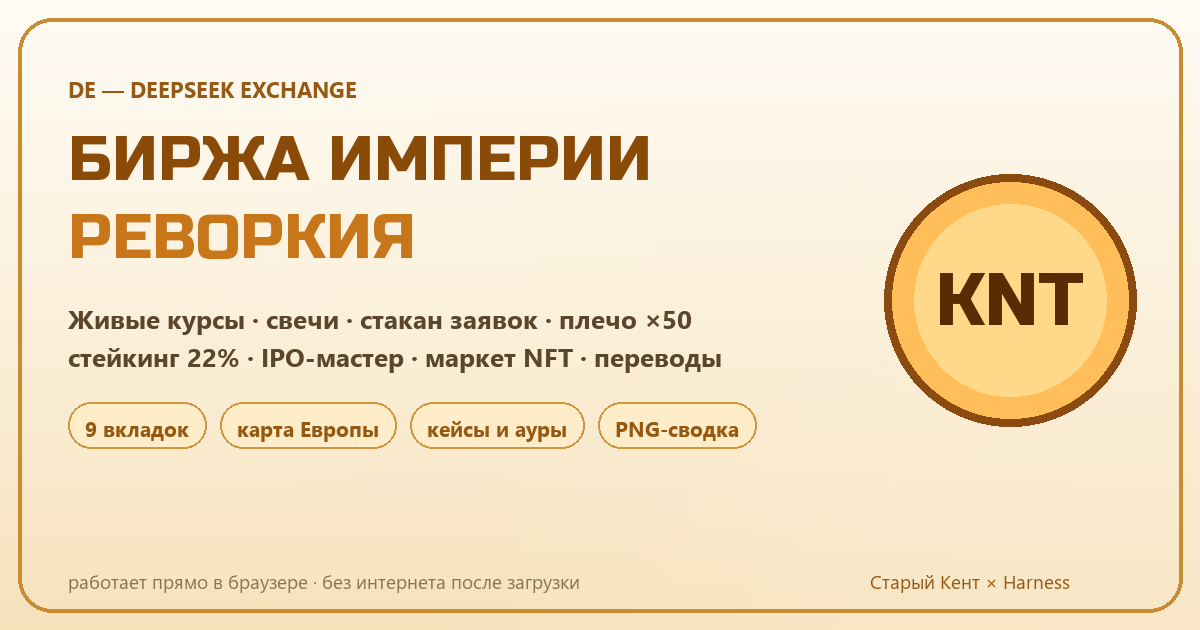 DE — DEEPSEEK EXCHANGE
БИРЖА ИМПЕРИИ
РЕВОРКИЯ
Живые курсы · свечи · стакан заявок · плечо ×50
стейкинг 22% · IPO-мастер · маркет NFT · переводы
9 вкладок
карта Европы
кейсы и ауры
PNG-сводка
KNT
работает прямо в браузере · без интернета после загрузки
Старый Кент × Harness